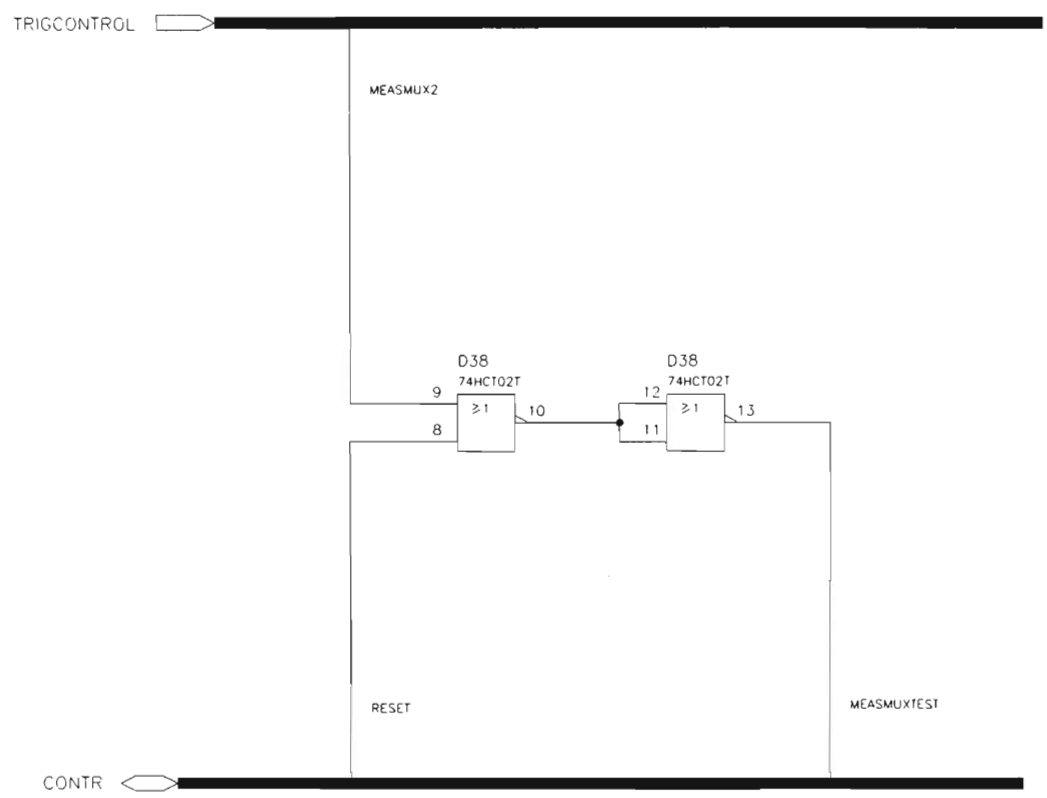 TRIGCONTROL
MEASMUX2
D38
74HCT02T
9
≥1
10
8
D38
74HCT02T
12
≥1
13
11
RESET
MEASMUXTEST
CONTR